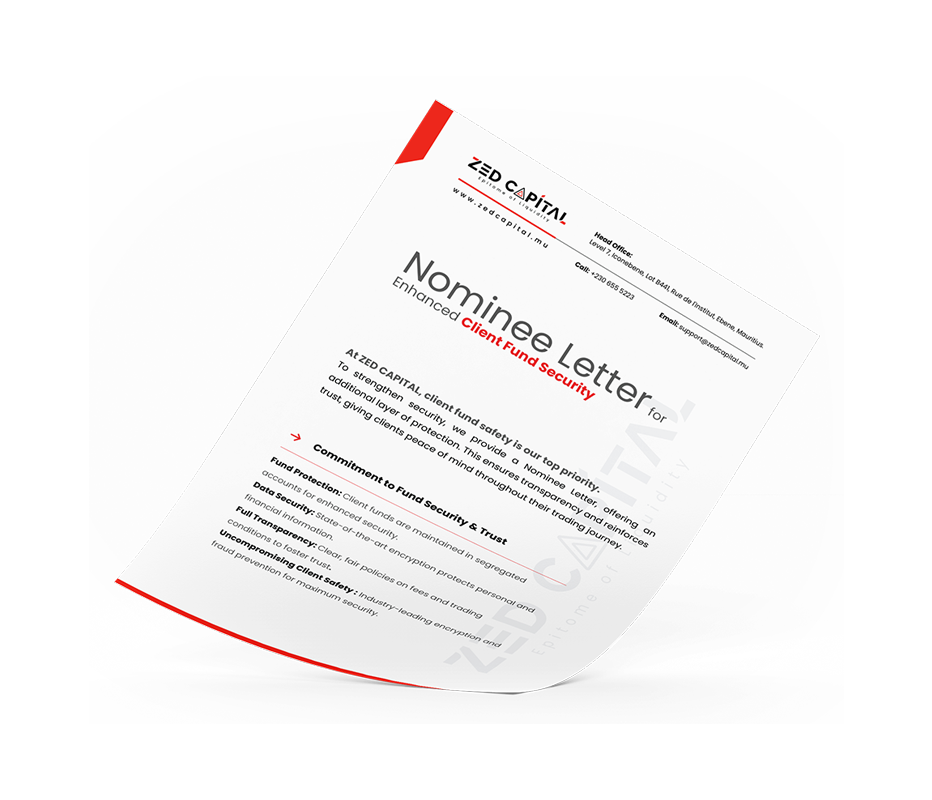 ZED CAPITAL
Epitome of Liquidity
www.zedcapital.mu
Head Office:
Level 7, Iconebene, Lot B441, Rue de l'institut, Ebene, Mauritius.
Call: +230 655 5223
Email: support@zedcapital.mu
Nominee Letter for
Enhanced Client Fund Security
At ZED CAPITAL, client fund safety is our top priority.
To strengthen security, we provide a Nominee Letter, offering an
additional layer of protection. This ensures transparency and reinforces
trust, giving clients peace of mind throughout their trading journey.
Commitment to Fund Security & Trust
Fund Protection: Client funds are maintained in segregated
accounts for enhanced security.
Data Security: State-of-the-art encryption protects personal and
financial information.
Full Transparency: Clear, fair policies on fees and trading
conditions to foster trust.
Uncompromising Client Safety : Industry-leading encryption and
fraud prevention for maximum security.
ZED CAPITAL
Epitome of Liquidity